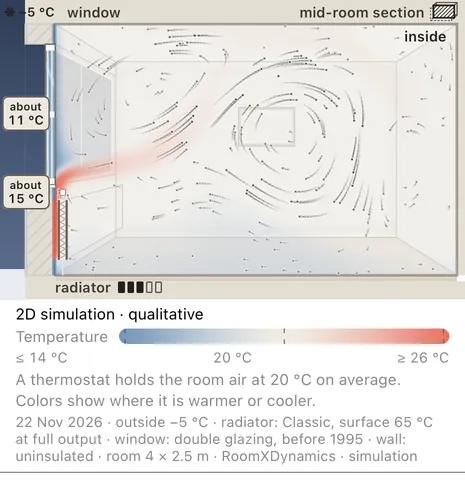 −5 °C window mid-room section
inside
about
11 °C
about
15 °C
radiator
2D simulation · qualitative
Temperature
≤ 14 °C 20 °C ≥ 26 °C
A thermostat holds the room air at 20 °C on average.
Colors show where it is warmer or cooler.
22 Nov 2026 · outside −5 °C · radiator: Classic, surface 65 °C
at full output · window: double glazing, before 1995 · wall:
uninsulated · room 4 × 2.5 m · RoomXDynamics · simulation